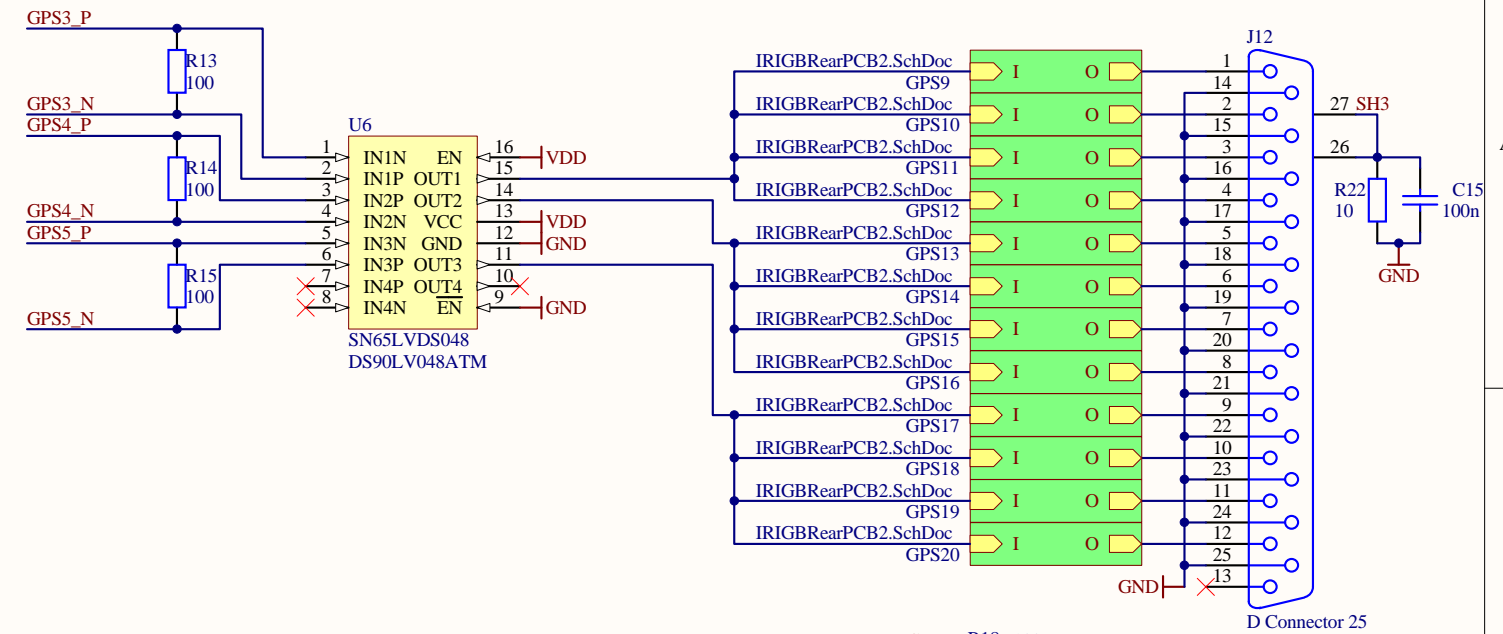 GPS3_P
R13
100
GPS3_N
GPS4_P
R14
100
GPS4_N
GPS5_P
R15
100
GPS5_N
U6
1 IN1N EN 16 VDD
2 IN1P OUT1 15
3 IN2P OUT2 14
4 IN2N VCC 13 VDD
5 IN3N GND 12 GND
6 IN3P OUT3 11
7 IN4P OUT4 10
8 IN4N EN 9 GND
SN65LVDS048
DS90LV048ATM
IRIGBRearPCB2.SchDoc
GPS9
I O
IRIGBRearPCB2.SchDoc
GPS10
I O
IRIGBRearPCB2.SchDoc
GPS11
I O
IRIGBRearPCB2.SchDoc
GPS12
I O
IRIGBRearPCB2.SchDoc
GPS13
I O
IRIGBRearPCB2.SchDoc
GPS14
I O
IRIGBRearPCB2.SchDoc
GPS15
I O
IRIGBRearPCB2.SchDoc
GPS16
I O
IRIGBRearPCB2.SchDoc
GPS17
I O
IRIGBRearPCB2.SchDoc
GPS18
I O
IRIGBRearPCB2.SchDoc
GPS19
I O
IRIGBRearPCB2.SchDoc
GPS20
I O
J12
1
14
2
15
3
16
4
17
5
18
6
19
7
20
8
21
9
22
10
23
11
24
12
25
13
GND
D Connector 25
27 SH3
26
R22
10
C15
100n
GND